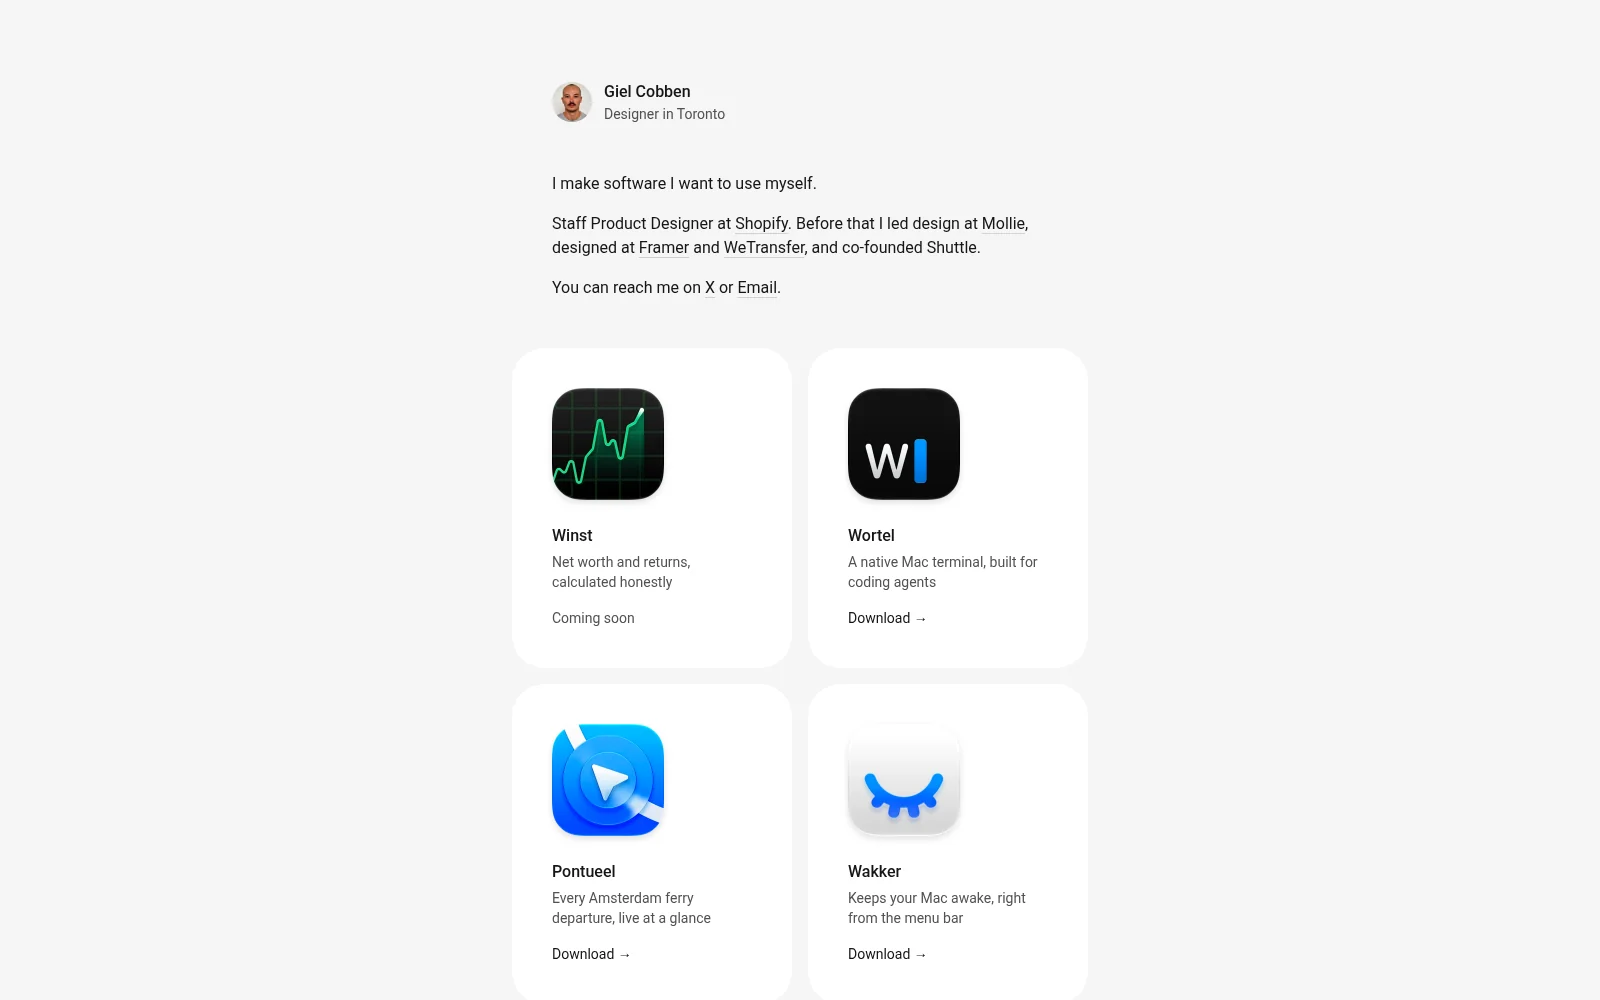 Giel Cobben
Designer in Toronto
I make software I want to use myself.
Staff Product Designer at Shopify. Before that I led design at Mollie,
designed at Framer and WeTransfer, and co-founded Shuttle.
You can reach me on X or Email.
W
Winst
Net worth and returns,
calculated honestly
Coming soon
Wortel
A native Mac terminal, built for
coding agents
Download →
Pontueel
Every Amsterdam ferry
departure, live at a glance
Download →
Wakker
Keeps your Mac awake, right
from the menu bar
Download →